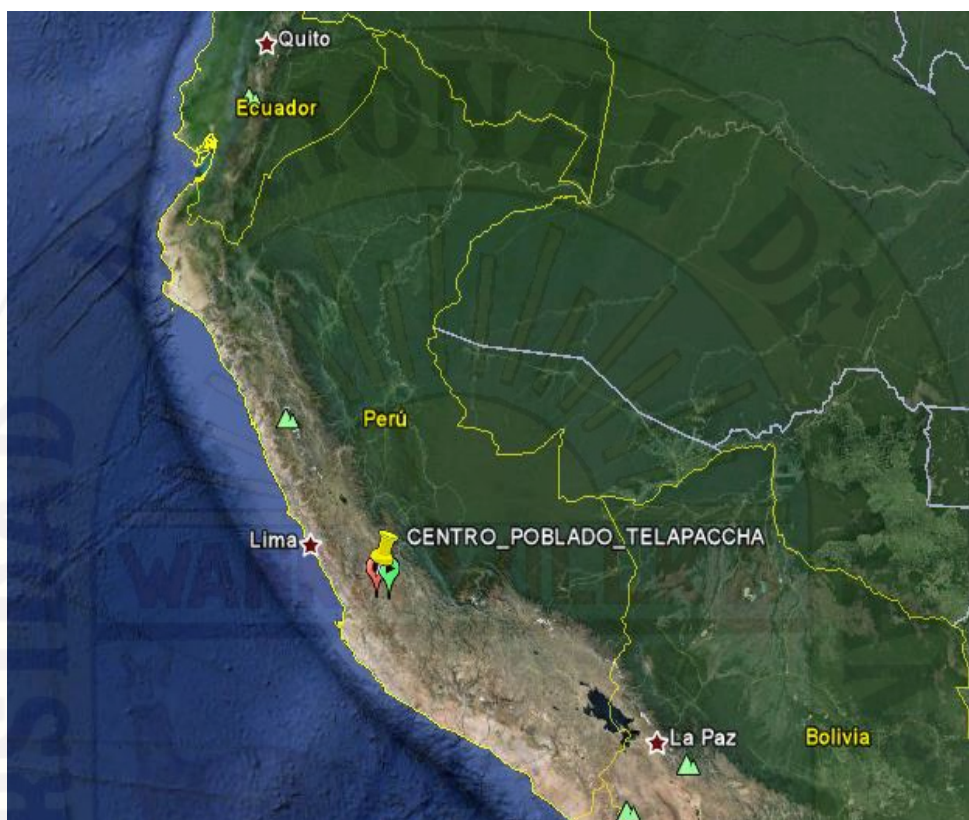 Quito
Ecuador
Perú
Lima
CENTRO_POBLADO_TELAPACCHA
La Paz
Bolivia